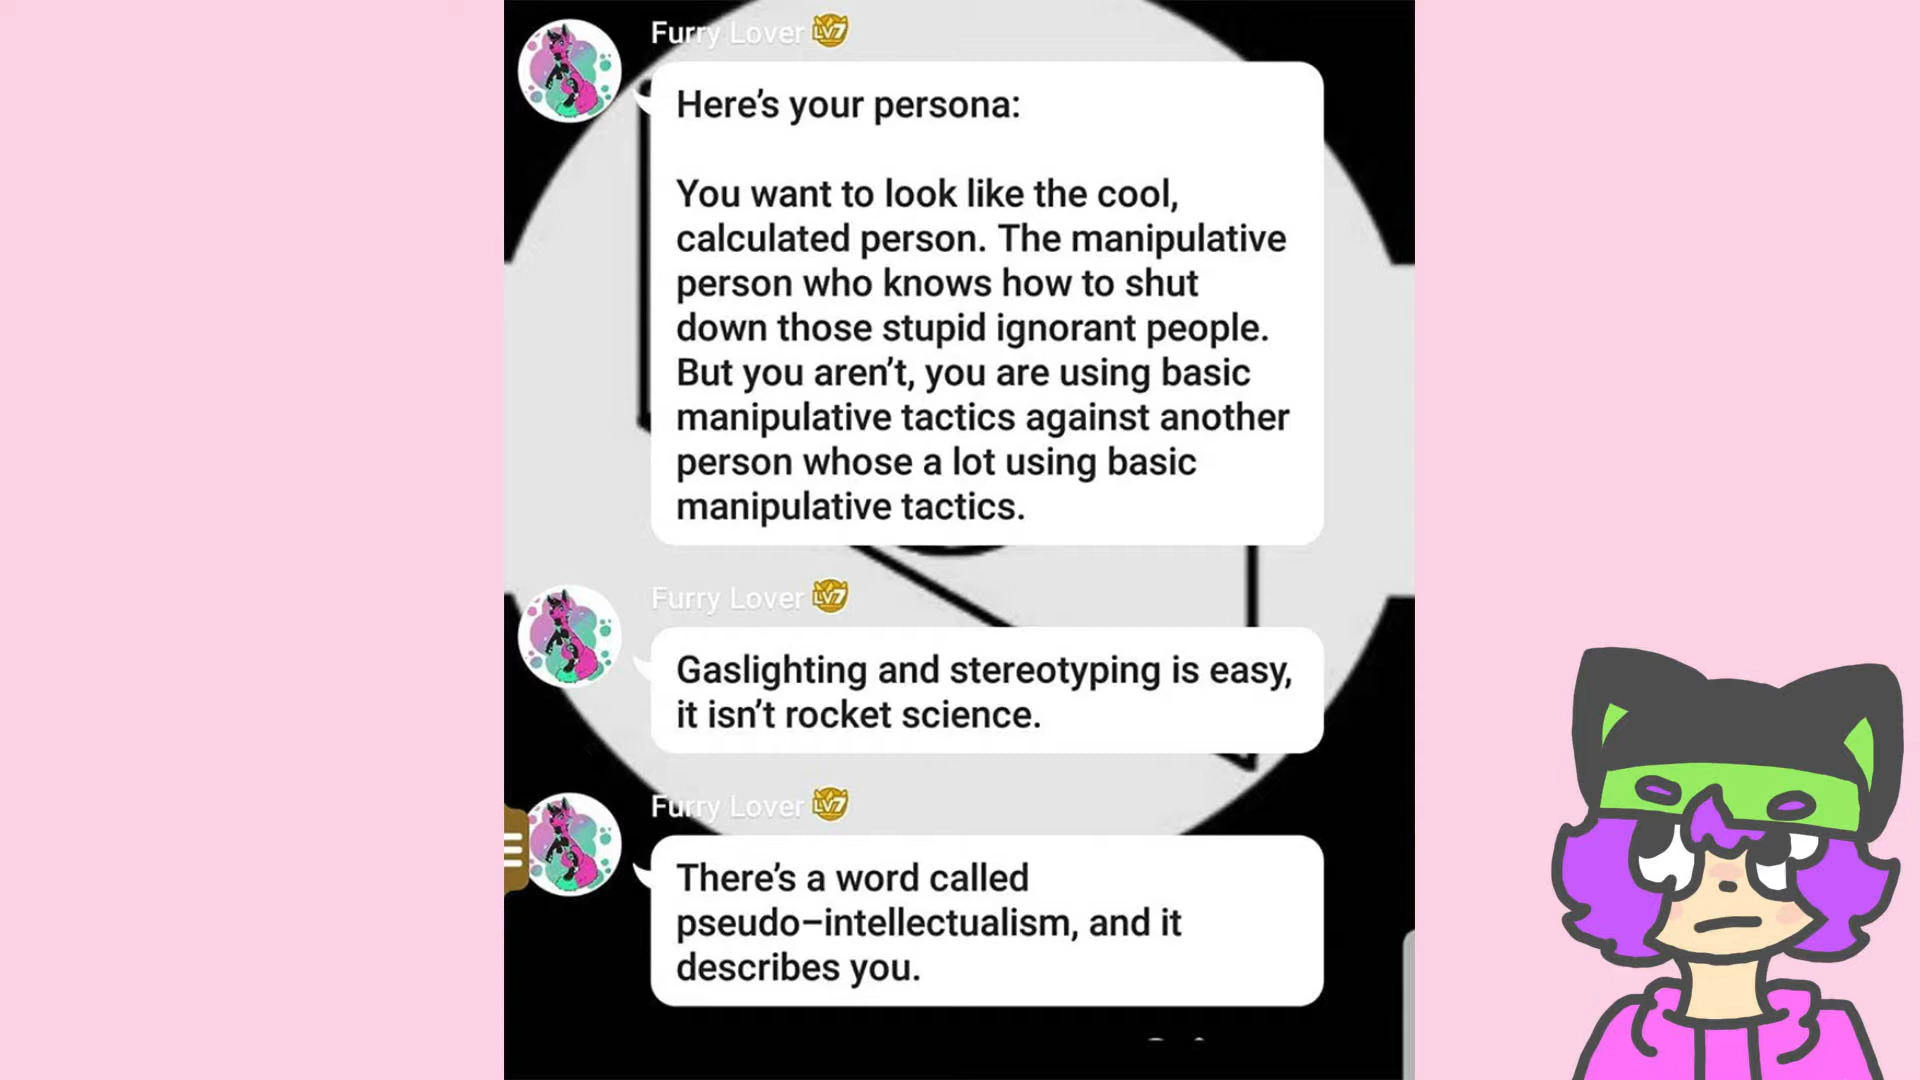 Furry Lover LV7
Here's your persona:
You want to look like the cool,
calculated person. The manipulative
person who knows how to shut
down those stupid ignorant people.
But you aren't, you are using basic
manipulative tactics against another
person whose a lot using basic
manipulative tactics.
Furry Lover LV7
Gaslighting and stereotyping is easy,
it isn't rocket science.
Furry Lover LV7
There's a word called
pseudo–intellectualism, and it
describes you.